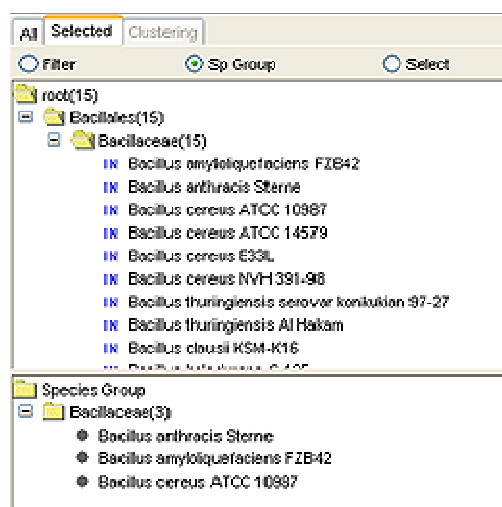 All Selected Clustering
Filter Sp Group Select
root(15)
Bacillales(15)
Bacillaceae(15)
IN Bacillus amyloliquefaciens FZB42
IN Bacillus anthracis Sterne
IN Bacillus cereus ATCC 10987
IN Bacillus cereus ATCC 14579
IN Bacillus cereus E33L
IN Bacillus cereus NVH 391-98
IN Bacillus thuringiensis serovar konkukian 97-27
IN Bacillus thuringiensis Al Hakam
IN Bacillus clausii KSM-K16
IN Bacillus
Species Group
Bacillaceae(3)
Bacillus anthracis Sterne
Bacillus amyloliquefaciens FZB42
Bacillus cereus ATCC 10987